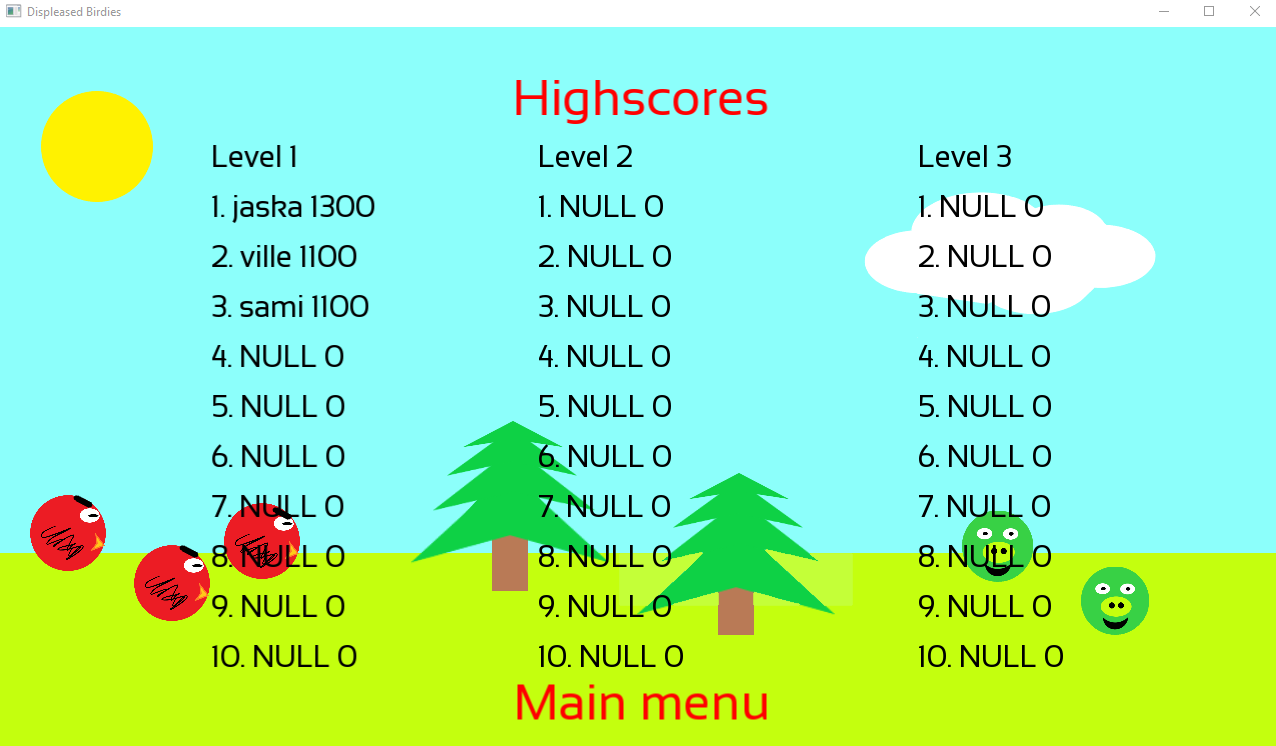 Displeased Birdies
Highscores
Level 1
1. jaska 1300
2. ville 1100
3. sami 1100
4. NULL 0
5. NULL 0
6. NULL 0
7. NULL 0
8. NULL 0
9. NULL 0
10. NULL 0
Level 2
1. NULL 0
2. NULL 0
3. NULL 0
4. NULL 0
5. NULL 0
6. NULL 0
7. NULL 0
8. NULL 0
9. NULL 0
10. NULL 0
Level 3
1. NULL 0
2. NULL 0
3. NULL 0
4. NULL 0
5. NULL 0
6. NULL 0
7. NULL 0
8. NULL 0
9. NULL 0
10. NULL 0
Main menu